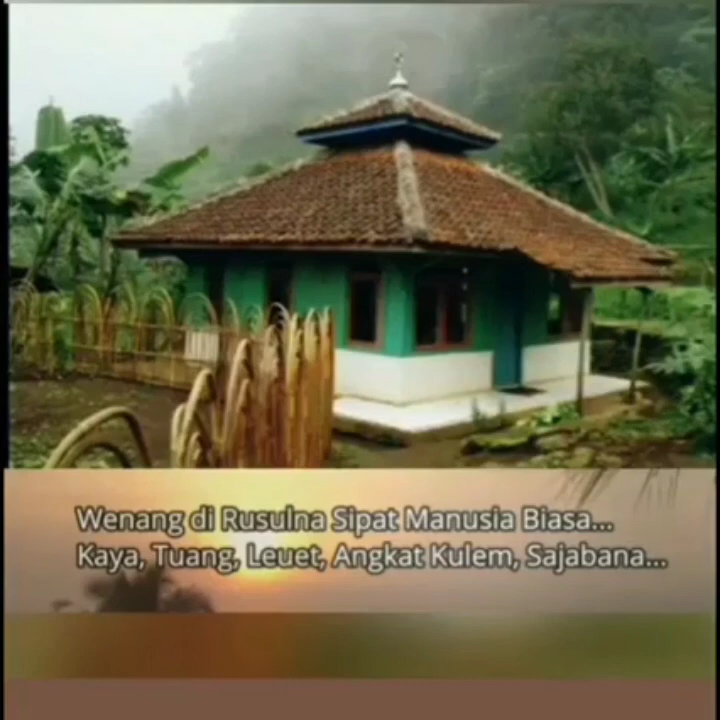 Wenang di Rusulna Sipat Manusia Biasa...
Kaya, Tuang, Leuet, Angkat Kulem, Sajabana...